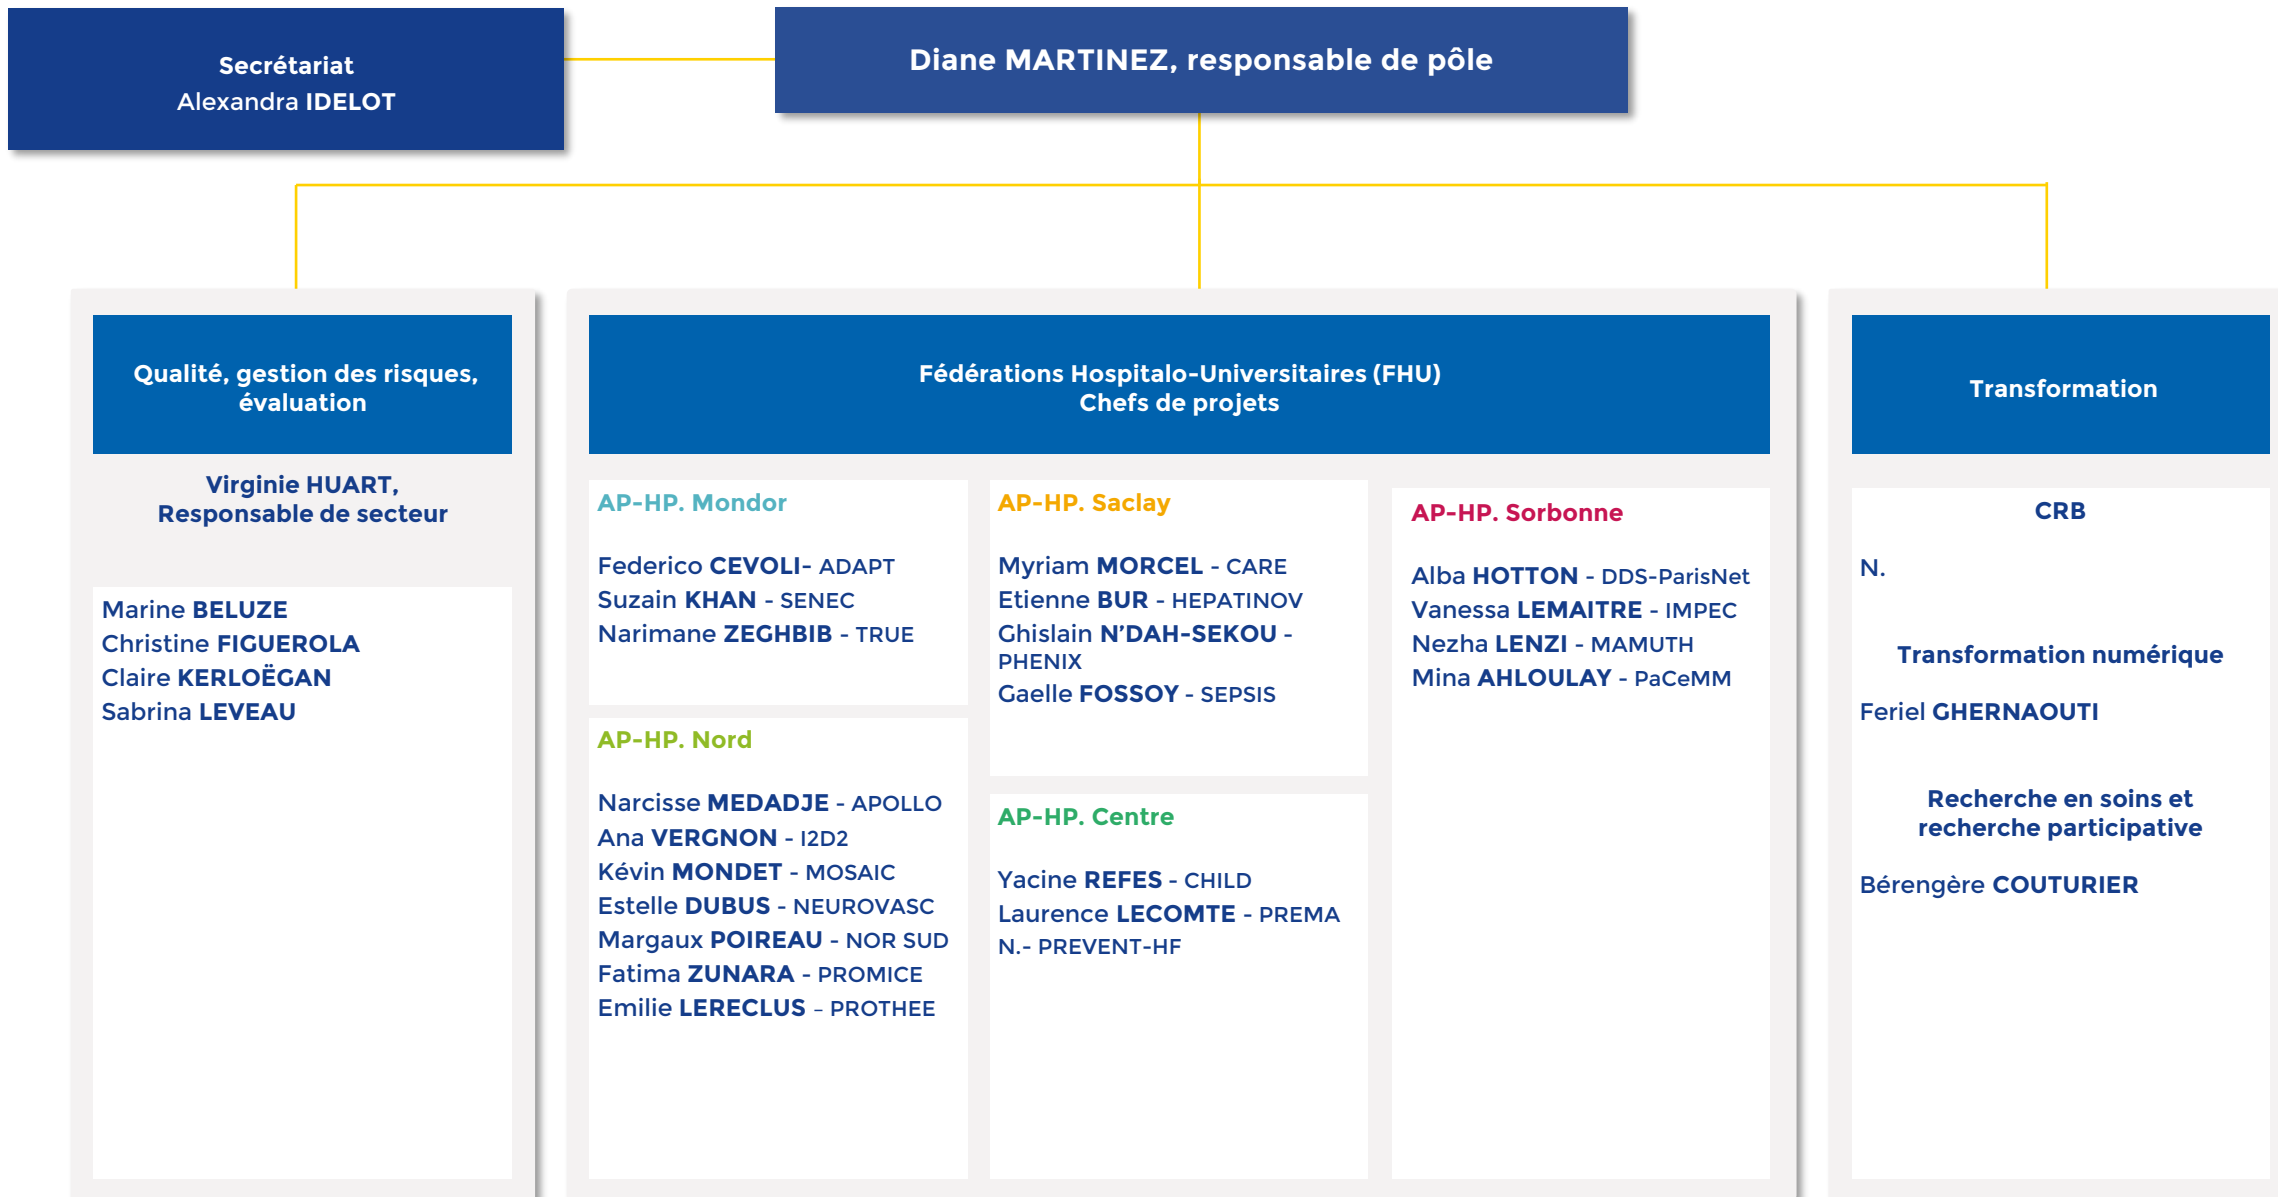 Secrétariat
Alexandra IDELOT
Diane MARTINEZ, responsable de pôle
Qualité, gestion des risques,
évaluation
Virginie HUART,
Responsable de secteur
Marine BELUZE
Christine FIGUEROLA
Claire KERLOËGAN
Sabrina LEVEAU
Fédérations Hospitalo-Universitaires (FHU)
Chefs de projets
AP-HP. Mondor
Federico CEVOLI- ADAPT
Suzain KHAN - SENEC
Narimane ZEGHBIB - TRUE
AP-HP. Nord
Narcisse MEDADJE - APOLLO
Ana VERGNON - I2D2
Kévin MONDET - MOSAIC
Estelle DUBUS - NEUROVASC
Margaux POIREAU - NOR SUD
Fatima ZUNARA - PROMICE
Emilie LERECLUS – PROTHEE
AP-HP. Saclay
Myriam MORCEL - CARE
Etienne BUR - HEPATINOV
Ghislain N’DAH-SEKOU -
PHENIX
Gaelle FOSSOY - SEPSIS
AP-HP. Centre
Yacine REFES - CHILD
Laurence LECOMTE - PREMA
N.- PREVENT-HF
AP-HP. Sorbonne
Alba HOTTON - DDS-ParisNet
Vanessa LEMAITRE - IMPEC
Nezha LENZI - MAMUTH
Mina AHLOULAY - PaCeMM
Transformation
CRB
N.
Transformation numérique
Feriel GHERNAOUTI
Recherche en soins et
recherche participative
Bérengère COUTURIER